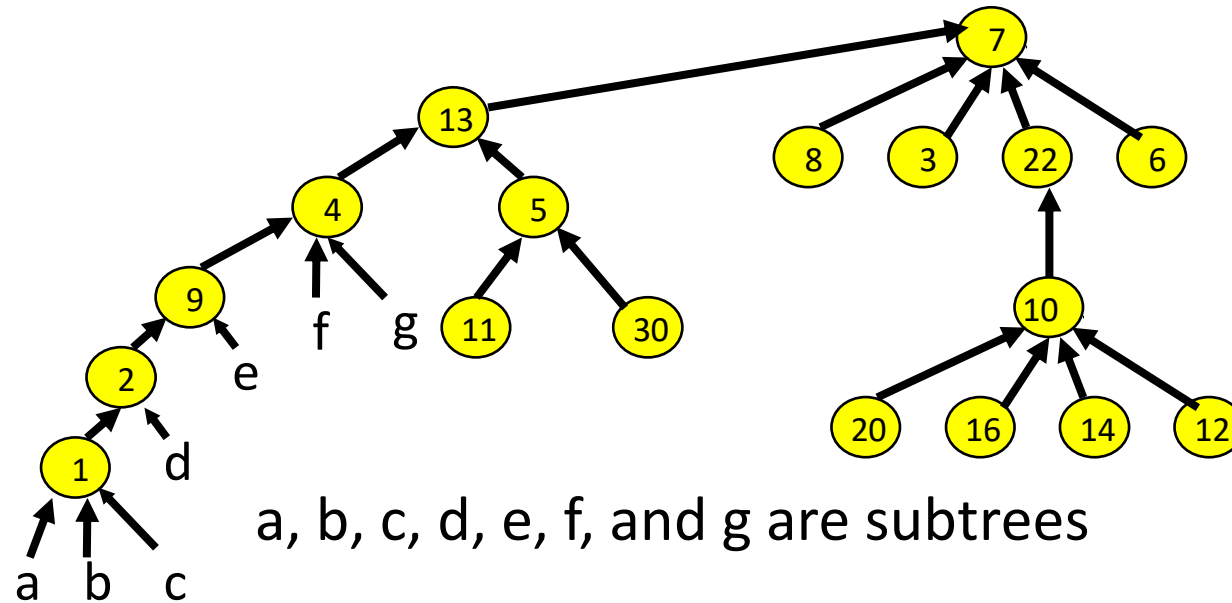 7
13
8 3 22 6
4 5
9 f g 11 30 10
2 e
20 16 14 12
1 d
a, b, c, d, e, f, and g are subtrees
a b c